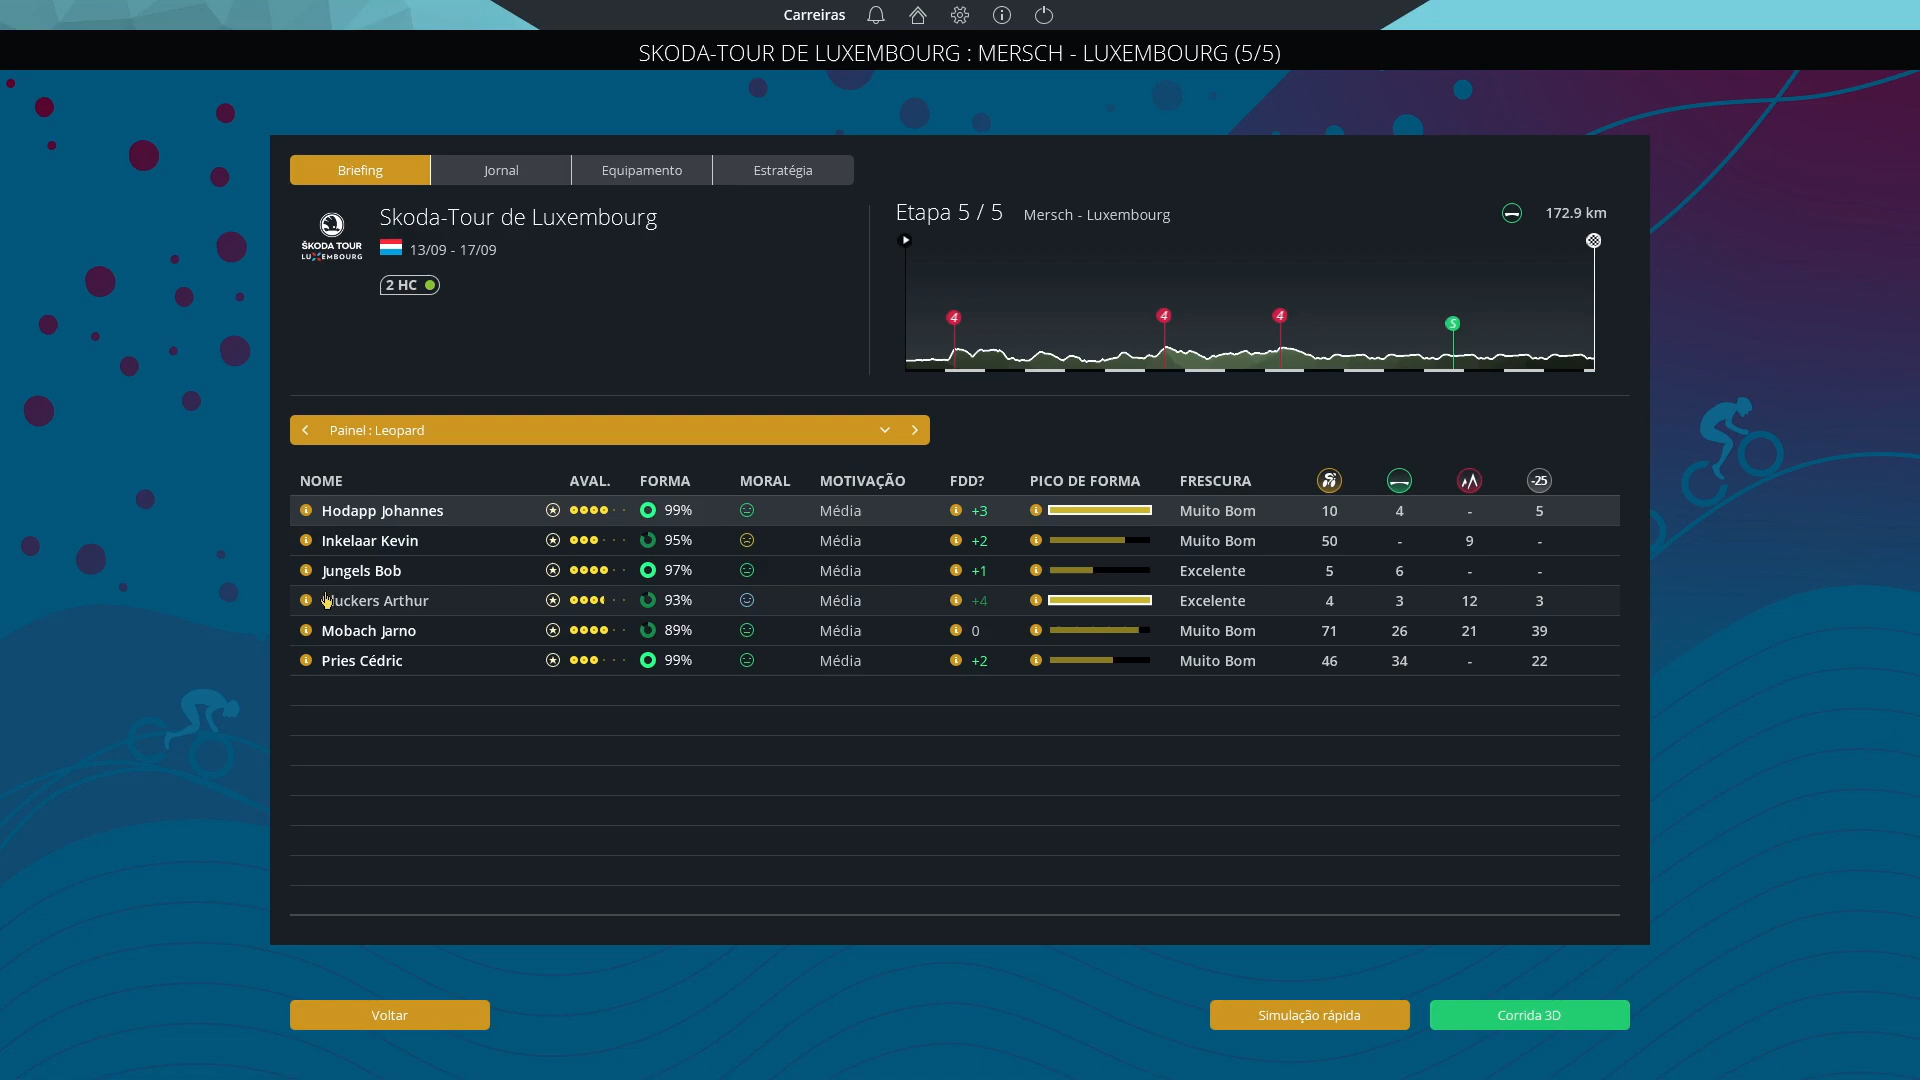 Carreiras
SKODA-TOUR DE LUXEMBOURG : MERSCH - LUXEMBOURG (5/5)
Briefing Jornal Equipamento Estratégia
ŠKODA TOUR
LUXEMBOURG
Skoda-Tour de Luxembourg
13/09 - 17/09
2 HC
Etapa 5 / 5 Mersch - Luxembourg 172.9 km
4 4 4 S
Painel : Leopard
NOME AVAL. FORMA MORAL MOTIVAÇÃO FDD? PICO DE FORMA FRESCURA -25
Hodapp Johannes 99% Média +3 Muito Bom 10 4 - 5
Inkelaar Kevin 95% Média +2 Muito Bom 50 - 9 -
Jungels Bob 97% Média +1 Excelente 5 6 - -
Arthur 93% Média +4 Excelente 4 3 12 3
Mobach Jarno 89% Média 0 Muito Bom 71 26 21 39
Pries Cédric 99% Média +2 Muito Bom 46 34 - 22
Voltar Simulação rápida Corrida 3D